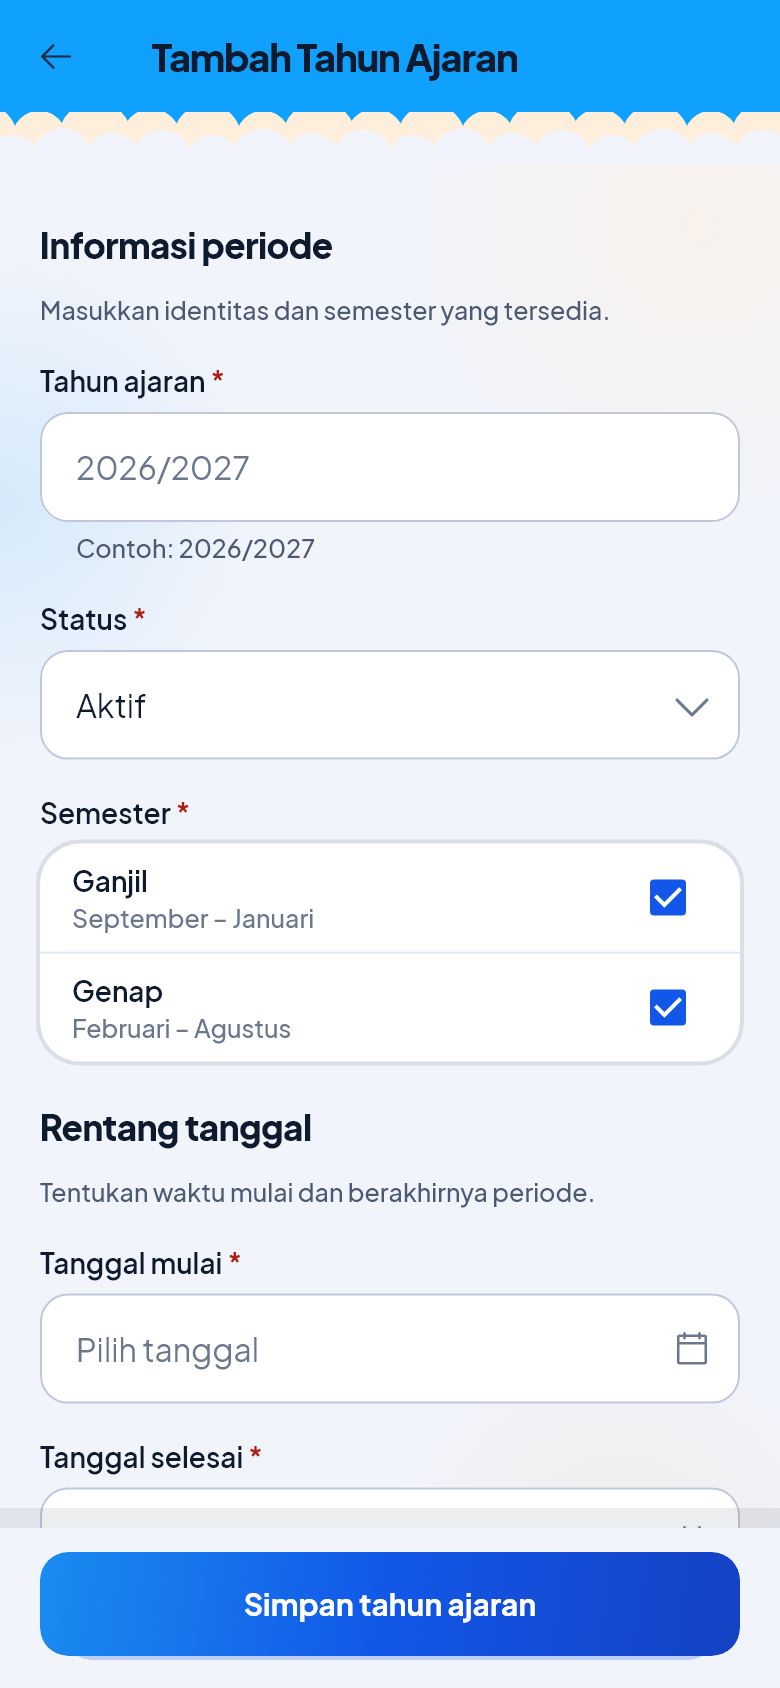 Tambah Tahun Ajaran
Informasi periode
Masukkan identitas dan semester yang tersedia.
Tahun ajaran *
2026/2027
Contoh: 2026/2027
Status *
Aktif
Semester *
Ganjil
September – Januari
Genap
Februari – Agustus
Rentang tanggal
Tentukan waktu mulai dan berakhirnya periode.
Tanggal mulai *
Pilih tanggal
Tanggal selesai *
Simpan tahun ajaran